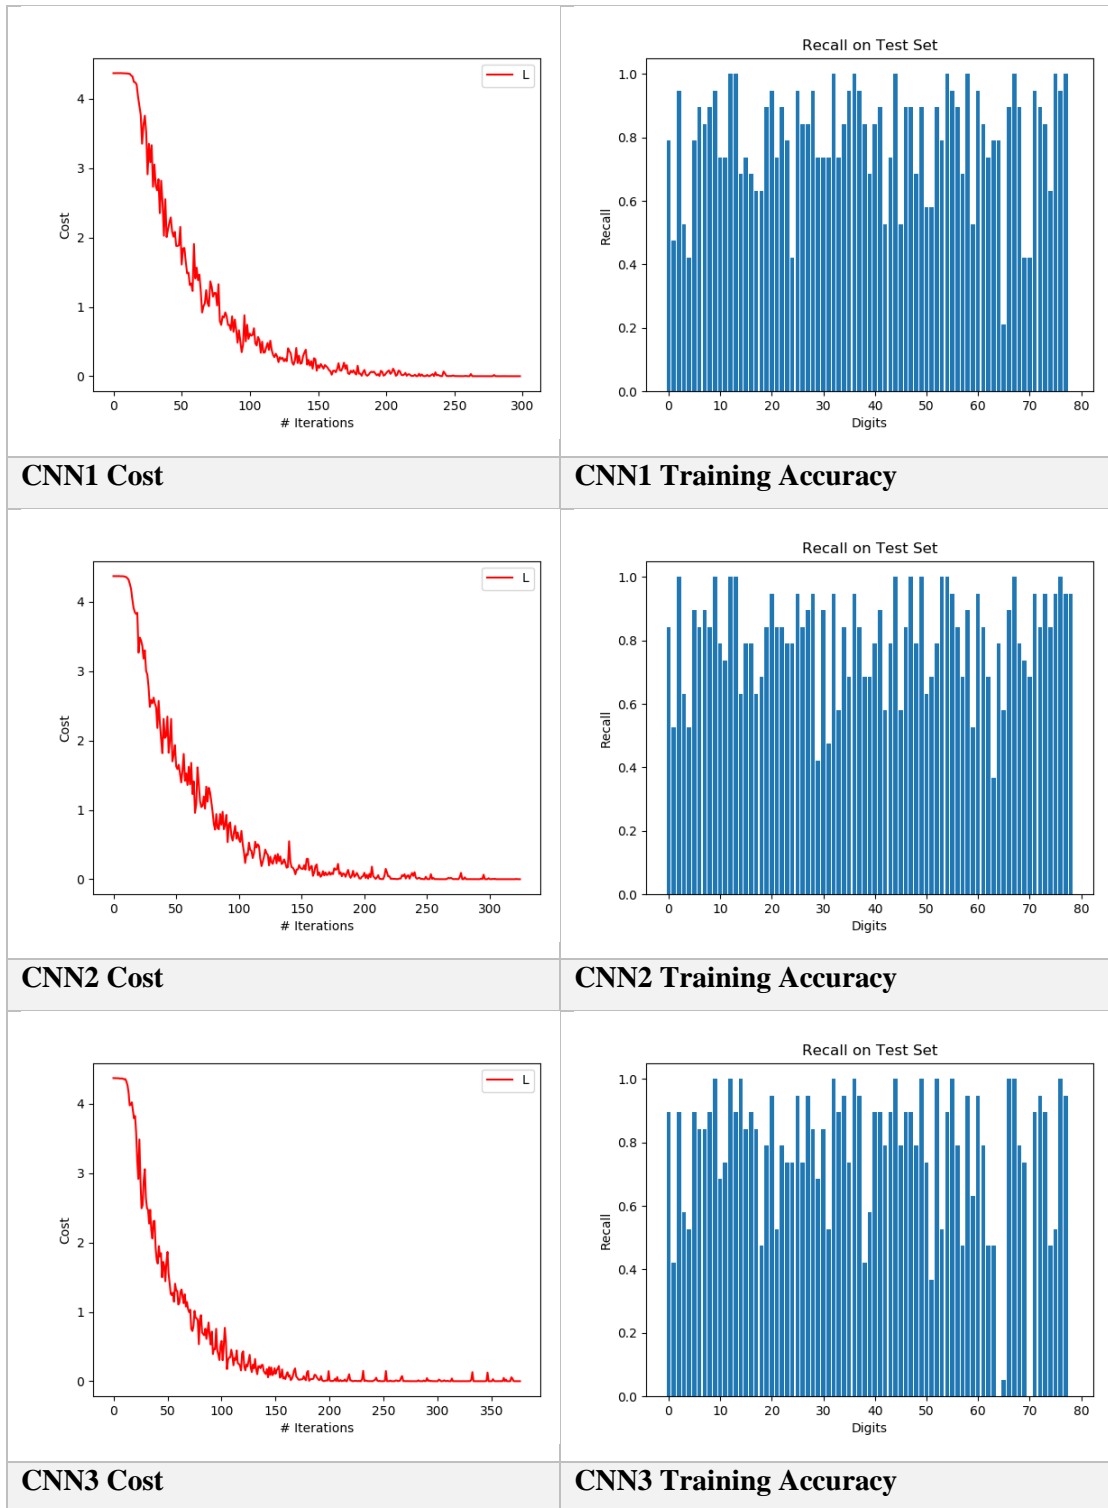 L
4
3
2
1
0
Cost
0 50 100 150 200 250 300
# Iterations
Recall on Test Set
1.0
0.8
0.6
0.4
0.2
0.0
Recall
0 10 20 30 40 50 60 70 80
Digits
CNN1 Cost
CNN1 Training Accuracy
L
4
3
2
1
0
Cost
0 50 100 150 200 250 300
# Iterations
Recall on Test Set
1.0
0.8
0.6
0.4
0.2
0.0
Recall
0 10 20 30 40 50 60 70 80
Digits
CNN2 Cost
CNN2 Training Accuracy
L
4
3
2
1
0
Cost
0 50 100 150 200 250 300 350
# Iterations
Recall on Test Set
1.0
0.8
0.6
0.4
0.2
0.0
Recall
0 10 20 30 40 50 60 70 80
Digits
CNN3 Cost
CNN3 Training Accuracy